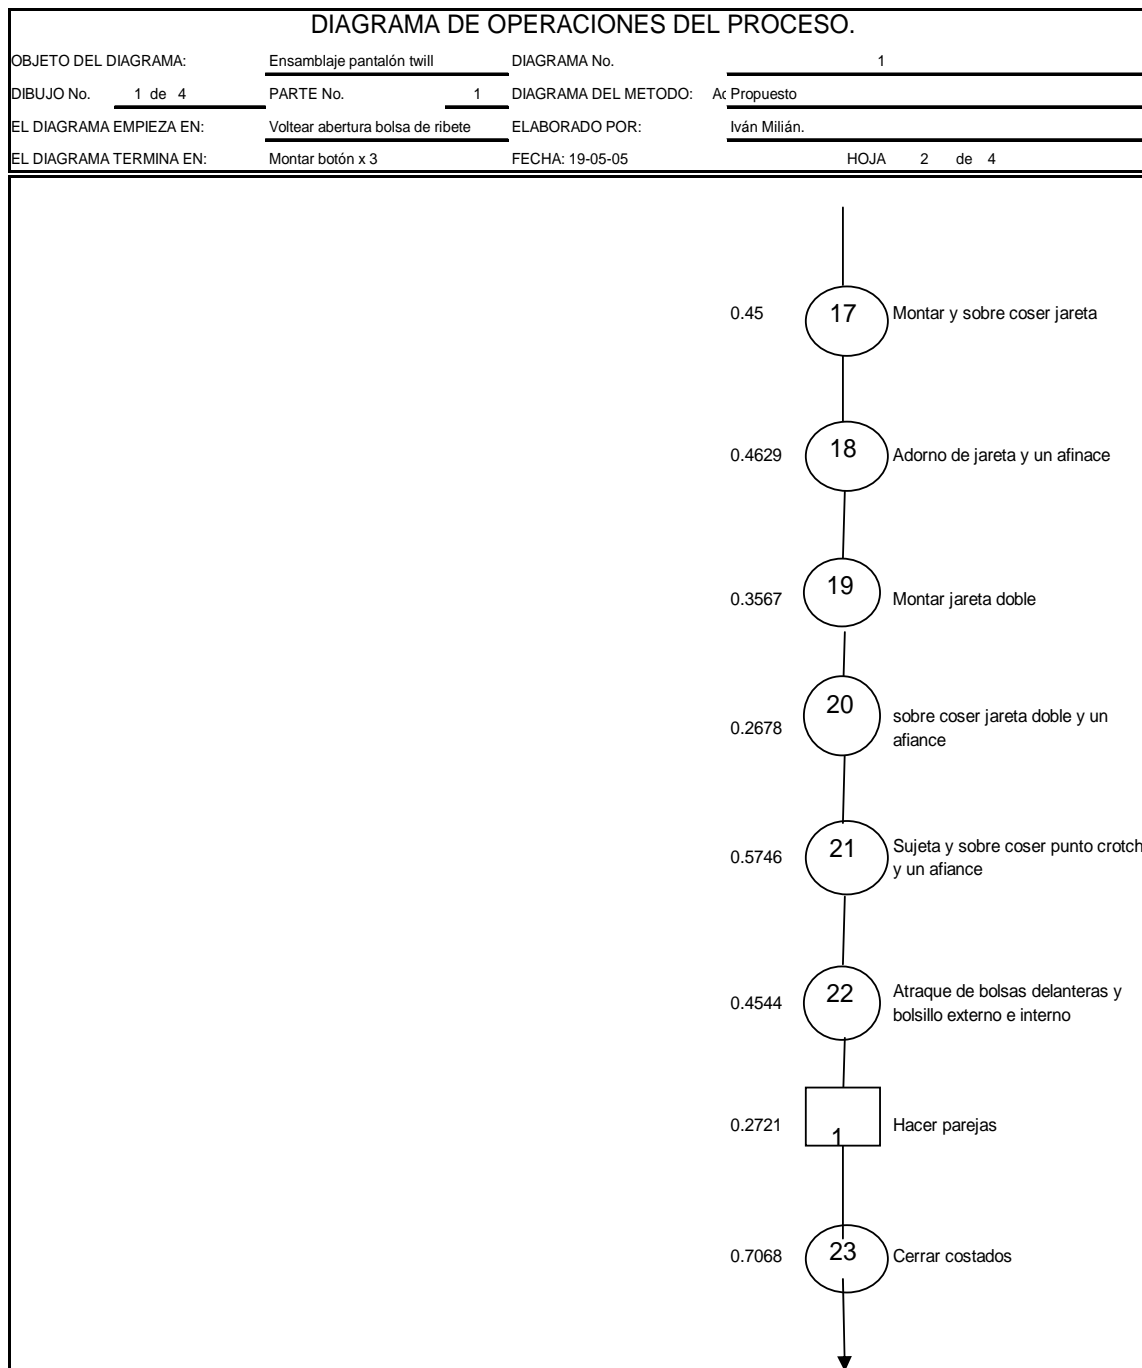 DIAGRAMA DE OPERACIONES DEL PROCESO.
OBJETO DEL DIAGRAMA: Ensamblaje pantalón twill DIAGRAMA No. 1
DIBUJO No. 1 de 4 PARTE No. 1 DIAGRAMA DEL METODO: Ac Propuesto
EL DIAGRAMA EMPIEZA EN: Voltear abertura bolsa de ribete ELABORADO POR: Iván Milián.
EL DIAGRAMA TERMINA EN: Montar botón x 3 FECHA: 19-05-05 HOJA 2 de 4
0.45 17 Montar y sobre coser jareta
0.4629 18 Adorno de jareta y un afinace
0.3567 19 Montar jareta doble
0.2678 20 sobre coser jareta doble y un
afiance
0.5746 21 Sujeta y sobre coser punto crotch
y un afiance
0.4544 22 Atraque de bolsas delanteras y
bolsillo externo e interno
0.2721 1 Hacer parejas
0.7068 23 Cerrar costados